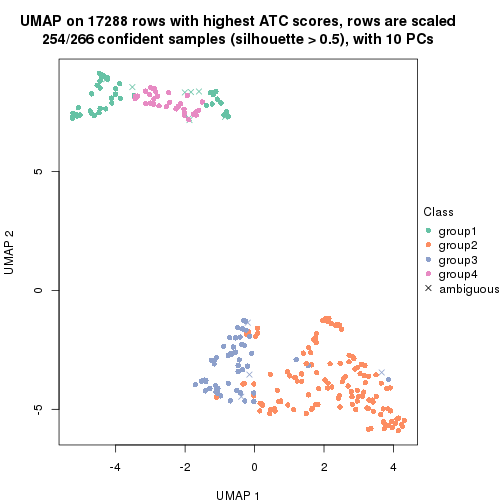 UMAP on 17288 rows with highest ATC scores, rows are scaled
254/266 confident samples (silhouette > 0.5), with 10 PCs
5
0
-5
UMAP 2
-4
-2
0
2
4
UMAP 1
Class
group1
group2
group3
group4
ambiguous